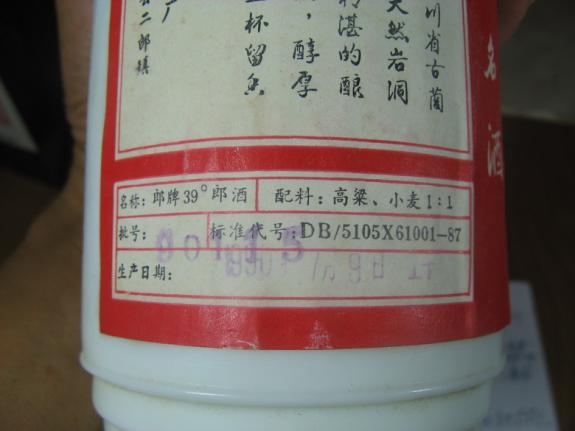 名酒
川省古蔺
天然岩洞
湛的酿
，醇厚
杯留香
厂
二郎镇
名称：郎牌39°郎酒 配料：高粱、小麦1:1
批号： 标准代号：DB/5105X61001-87
生产日期：